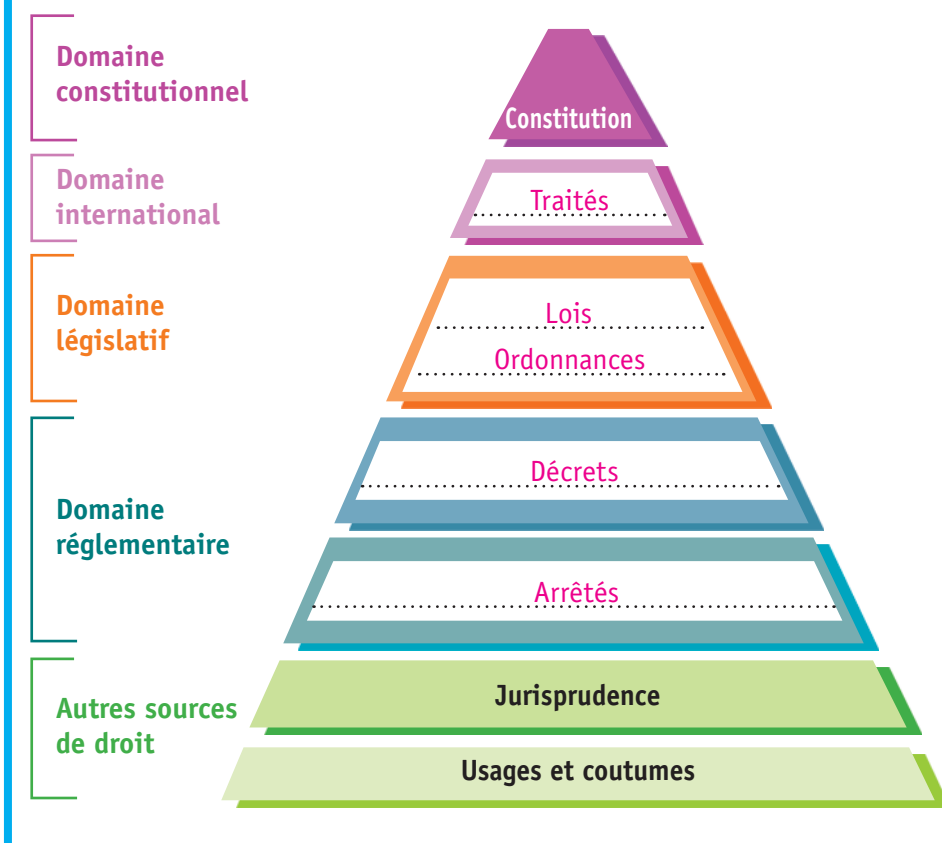 Domaine
constitutionnel
Constitution
Domaine
international
Traités
Domaine
législatif
Lois
Ordonnances
Domaine
réglementaire
Décrets
Arrêtés
Autres sources
de droit
Jurisprudence
Usages et coutumes